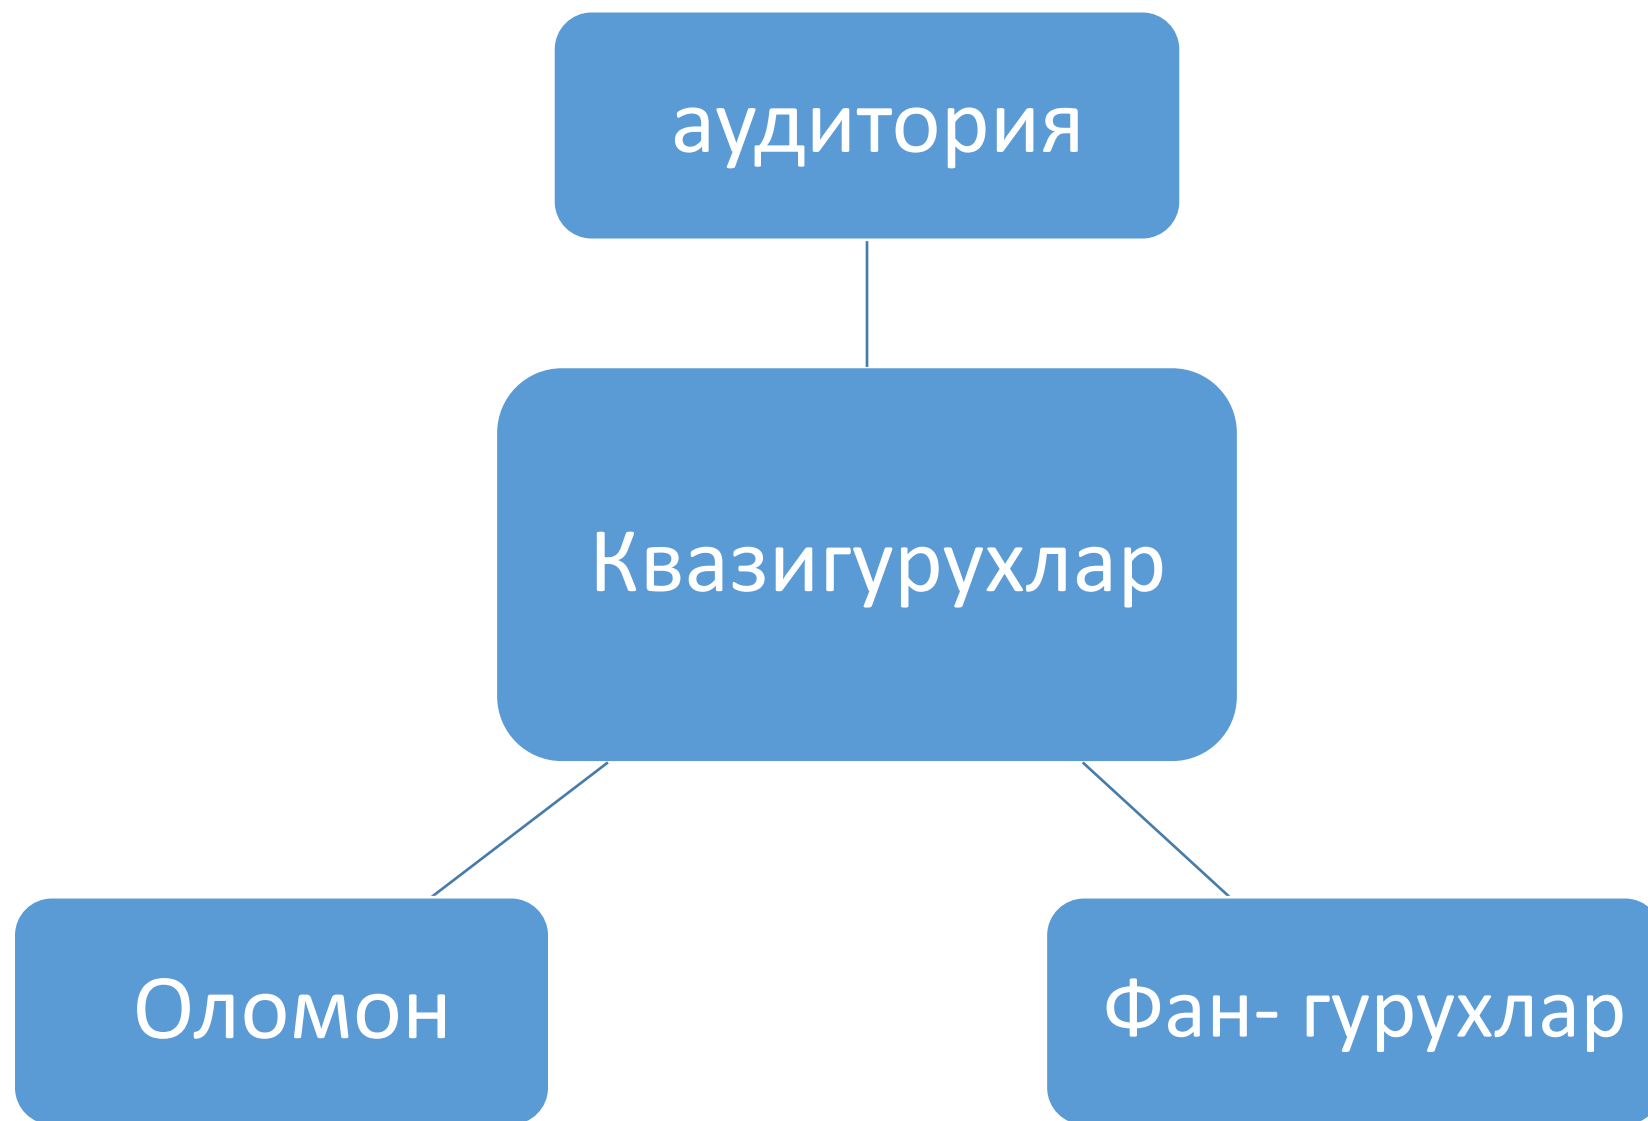 аудитория
Квазигурухлар
Оломон
Фан- гурухлар